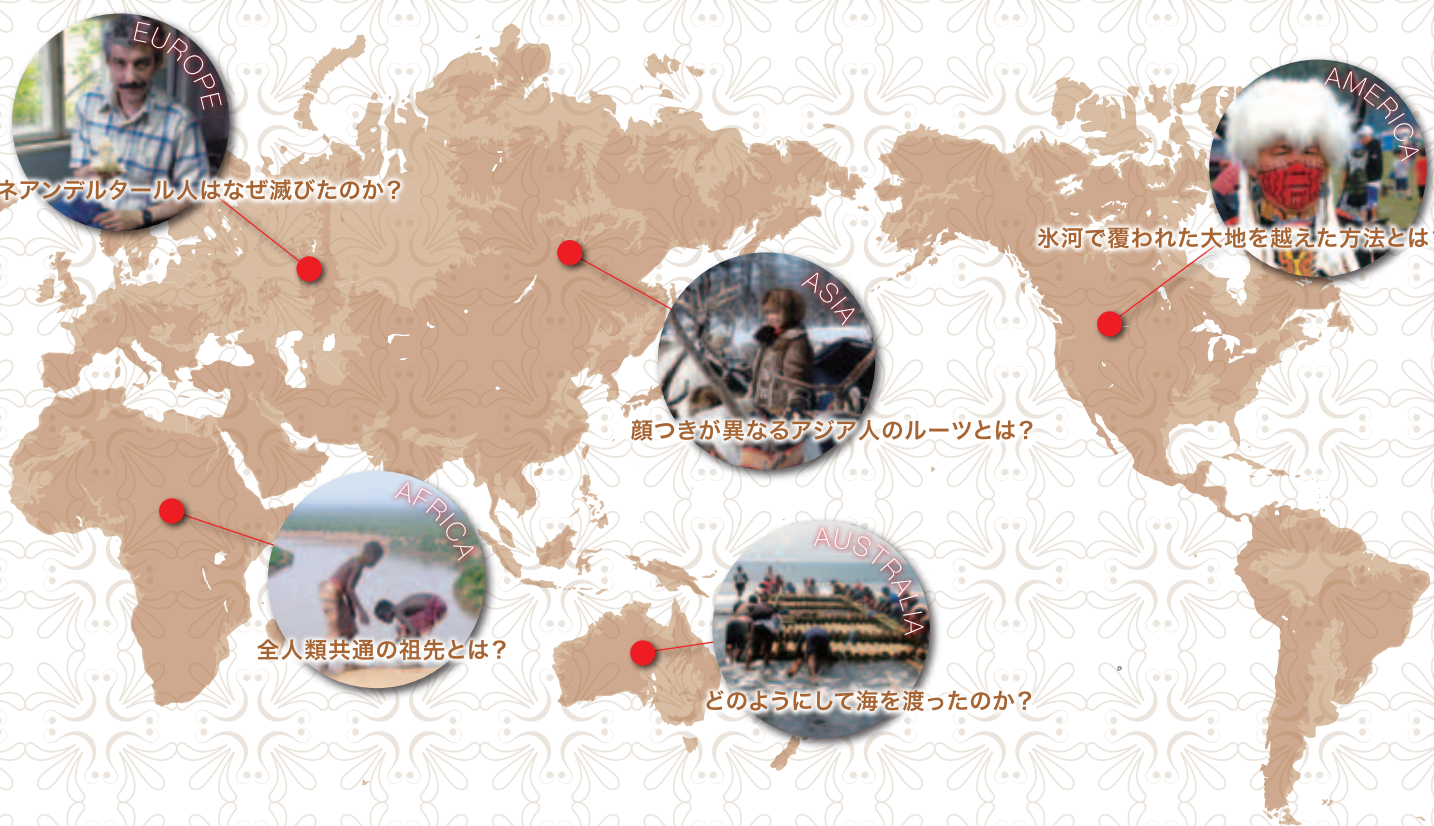 EUROPE
ネアンデルタール人はなぜ滅びたのか？
AMERICA
氷河で覆われた大地を越えた方法とは？
ASIA
顔つきが異なるアジア人のルーツとは？
AFRICA
全人類共通の祖先とは？
AUSTRALIA
どのようにして海を渡ったのか？